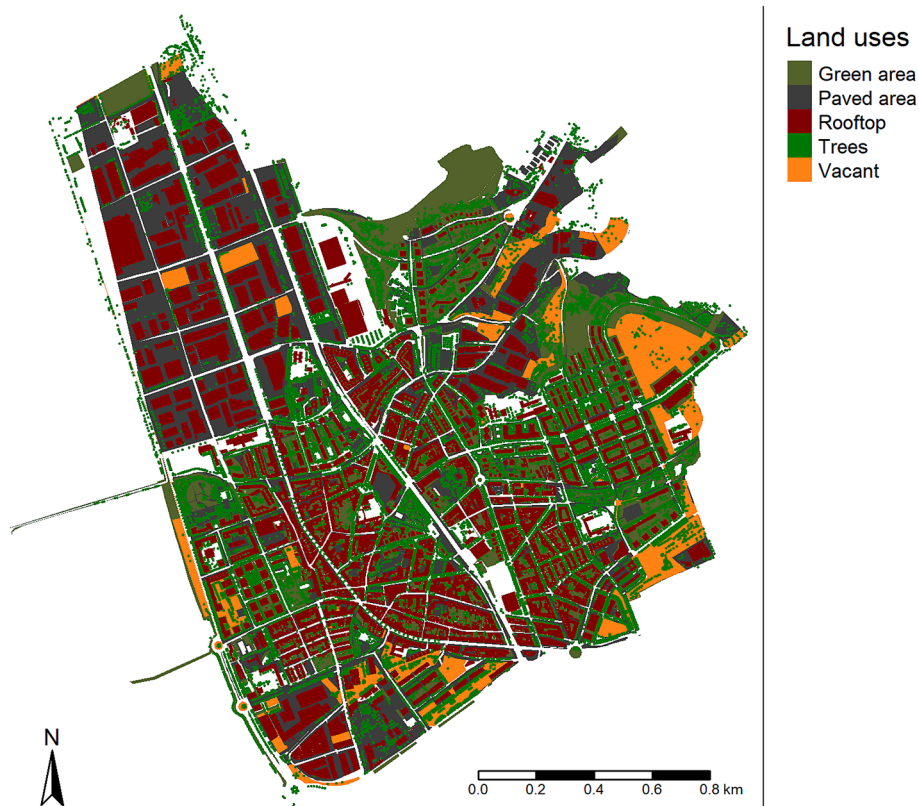 Land uses
Green area
Paved area
Rooftop
Trees
Vacant
N
0.0 0.2 0.4 0.6 0.8 km